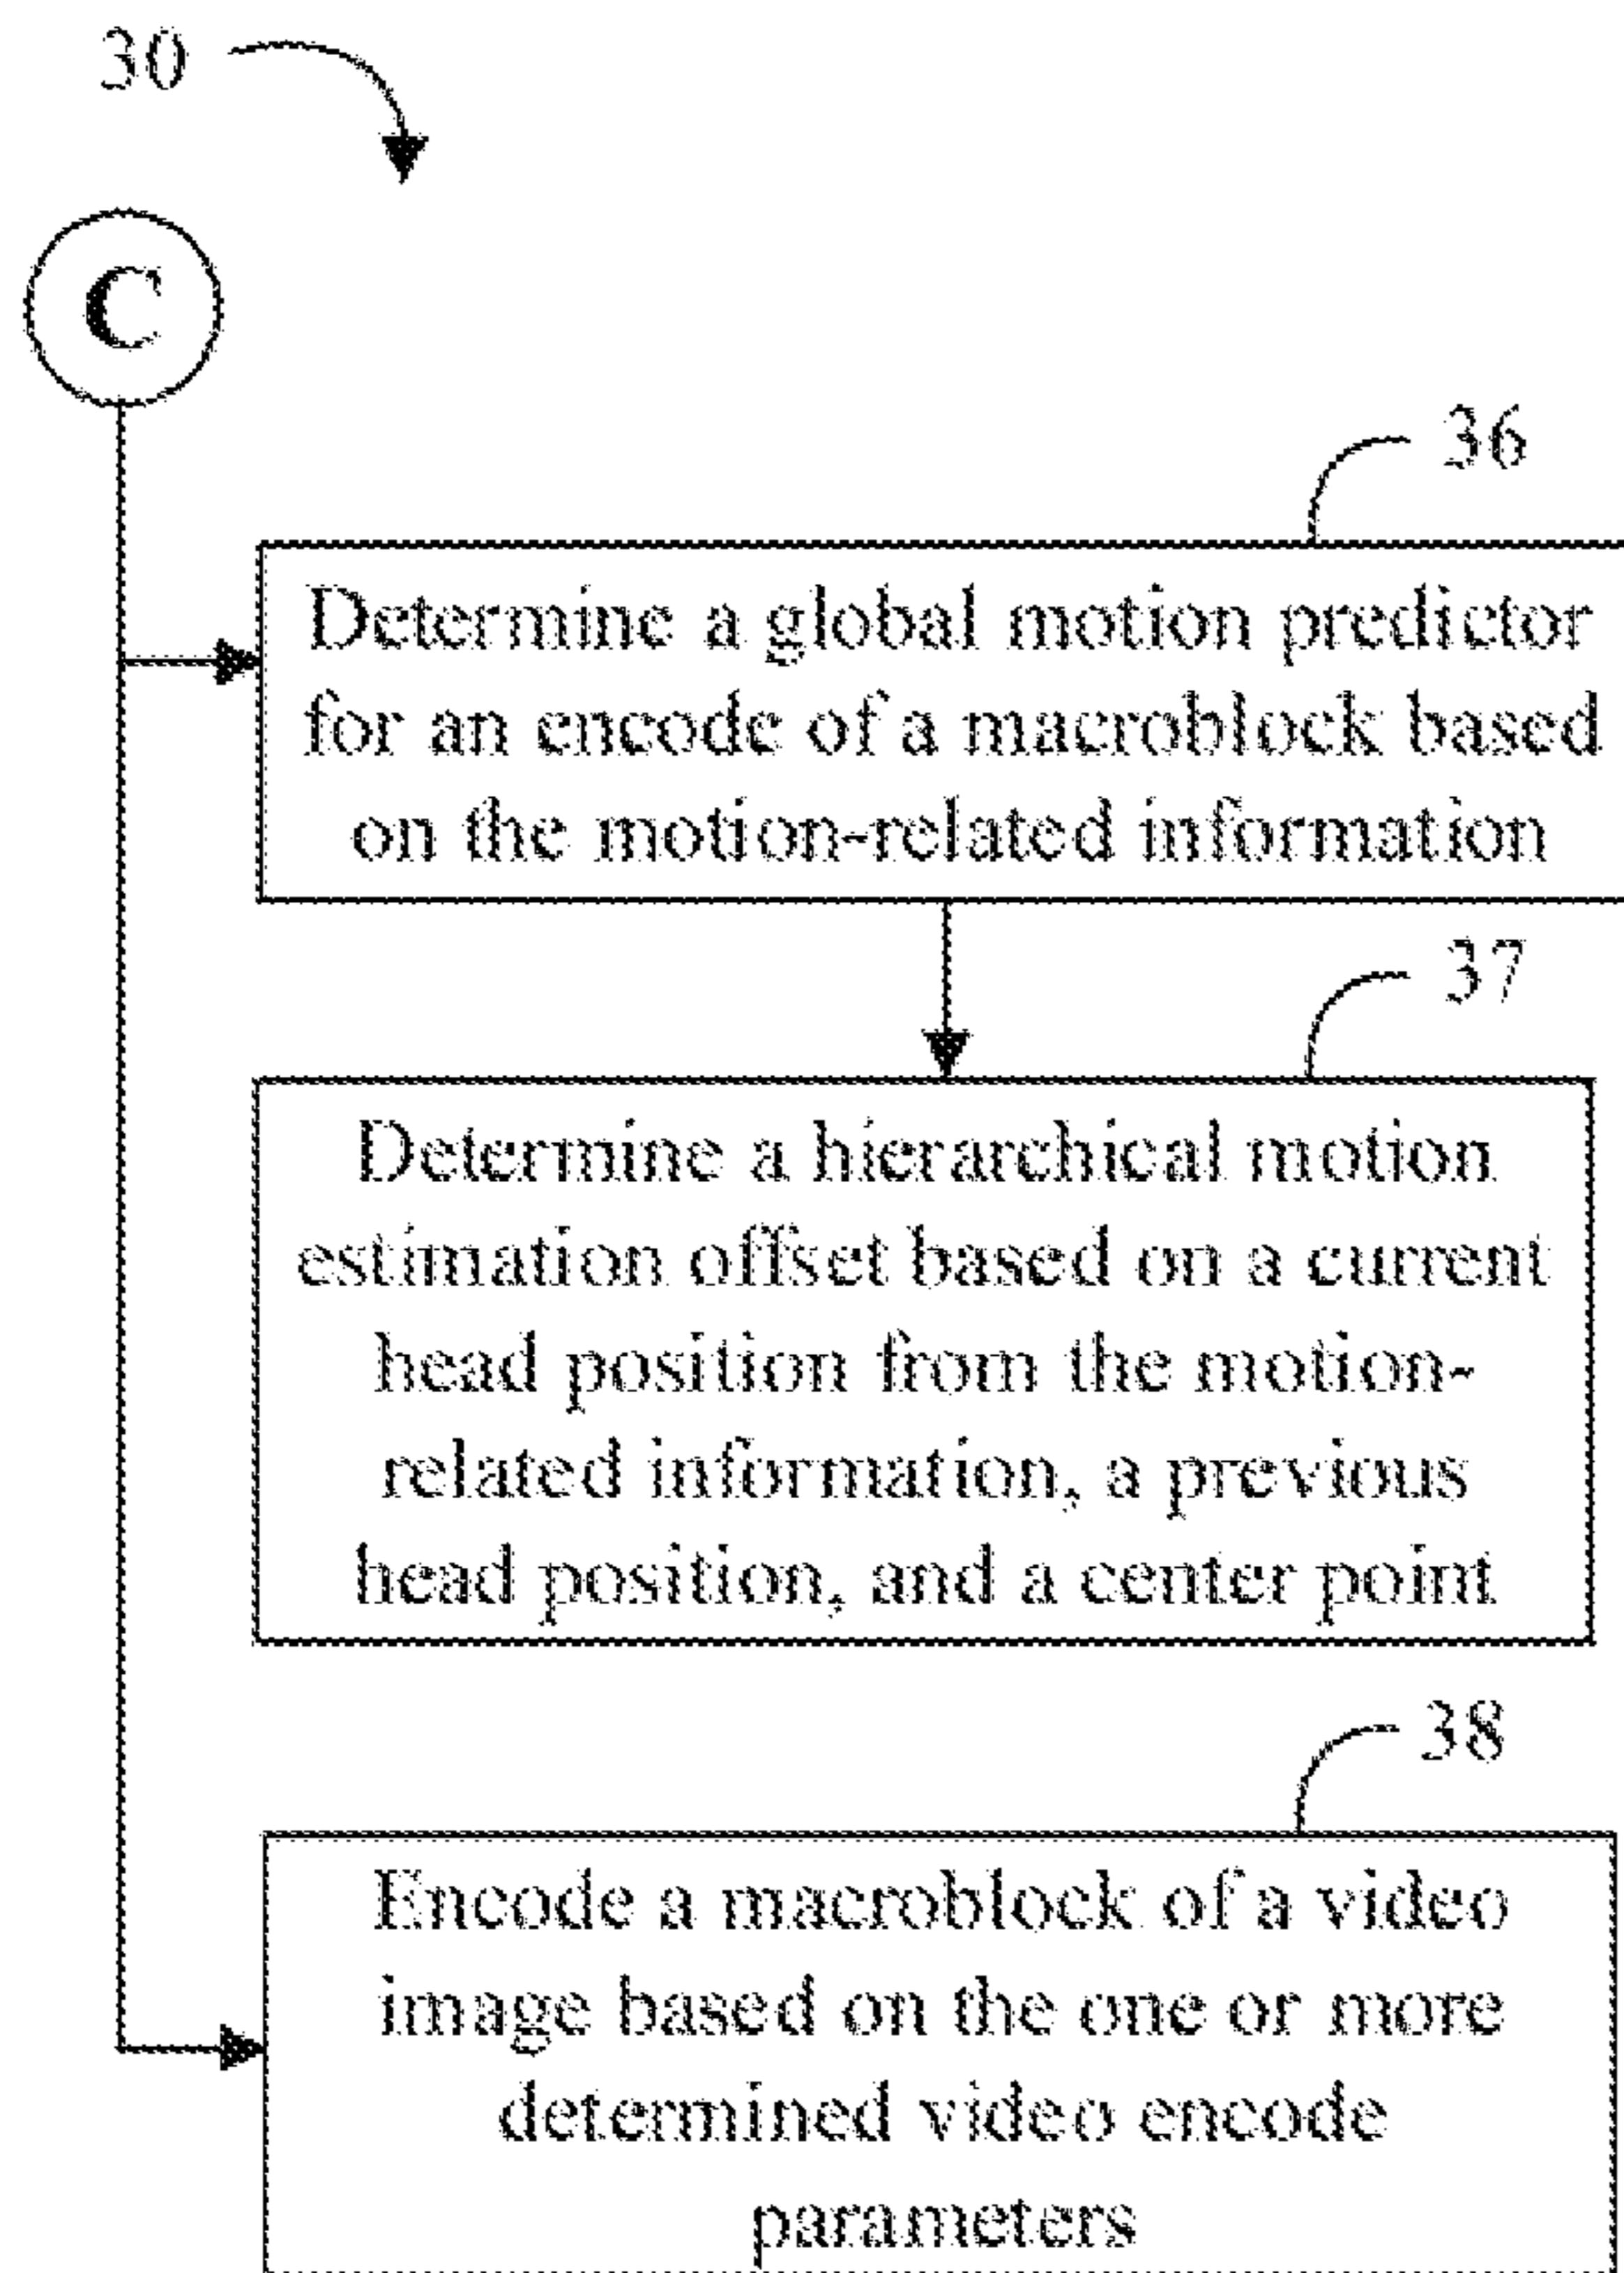 30
C
36
Determine a global motion predictor
for an encode of a macroblock based
on the motion-related information
37
Determine a hierarchical motion
estimation offset based on a current
head position from the motion-
related information, a previous
head position, and a center point
38
Encode a macroblock of a video
image based on the one or more
determined video encode
parameters